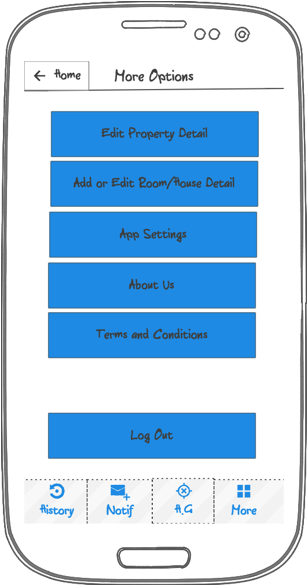 ← Home
More Options
Edit Property Detail
Add or Edit Room/House Detail
App Settings
About Us
Terms and Conditions
Log Out
History
Notif
A.G
More